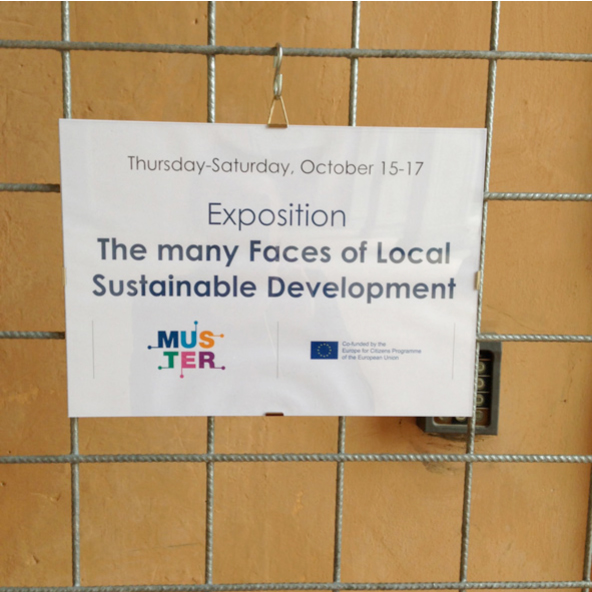 Thursday-Saturday, October 15-17
Exposition
The many Faces of Local
Sustainable Development
MUS
TER
Co-funded by the
Europe for Citizens Programme
of the European Union